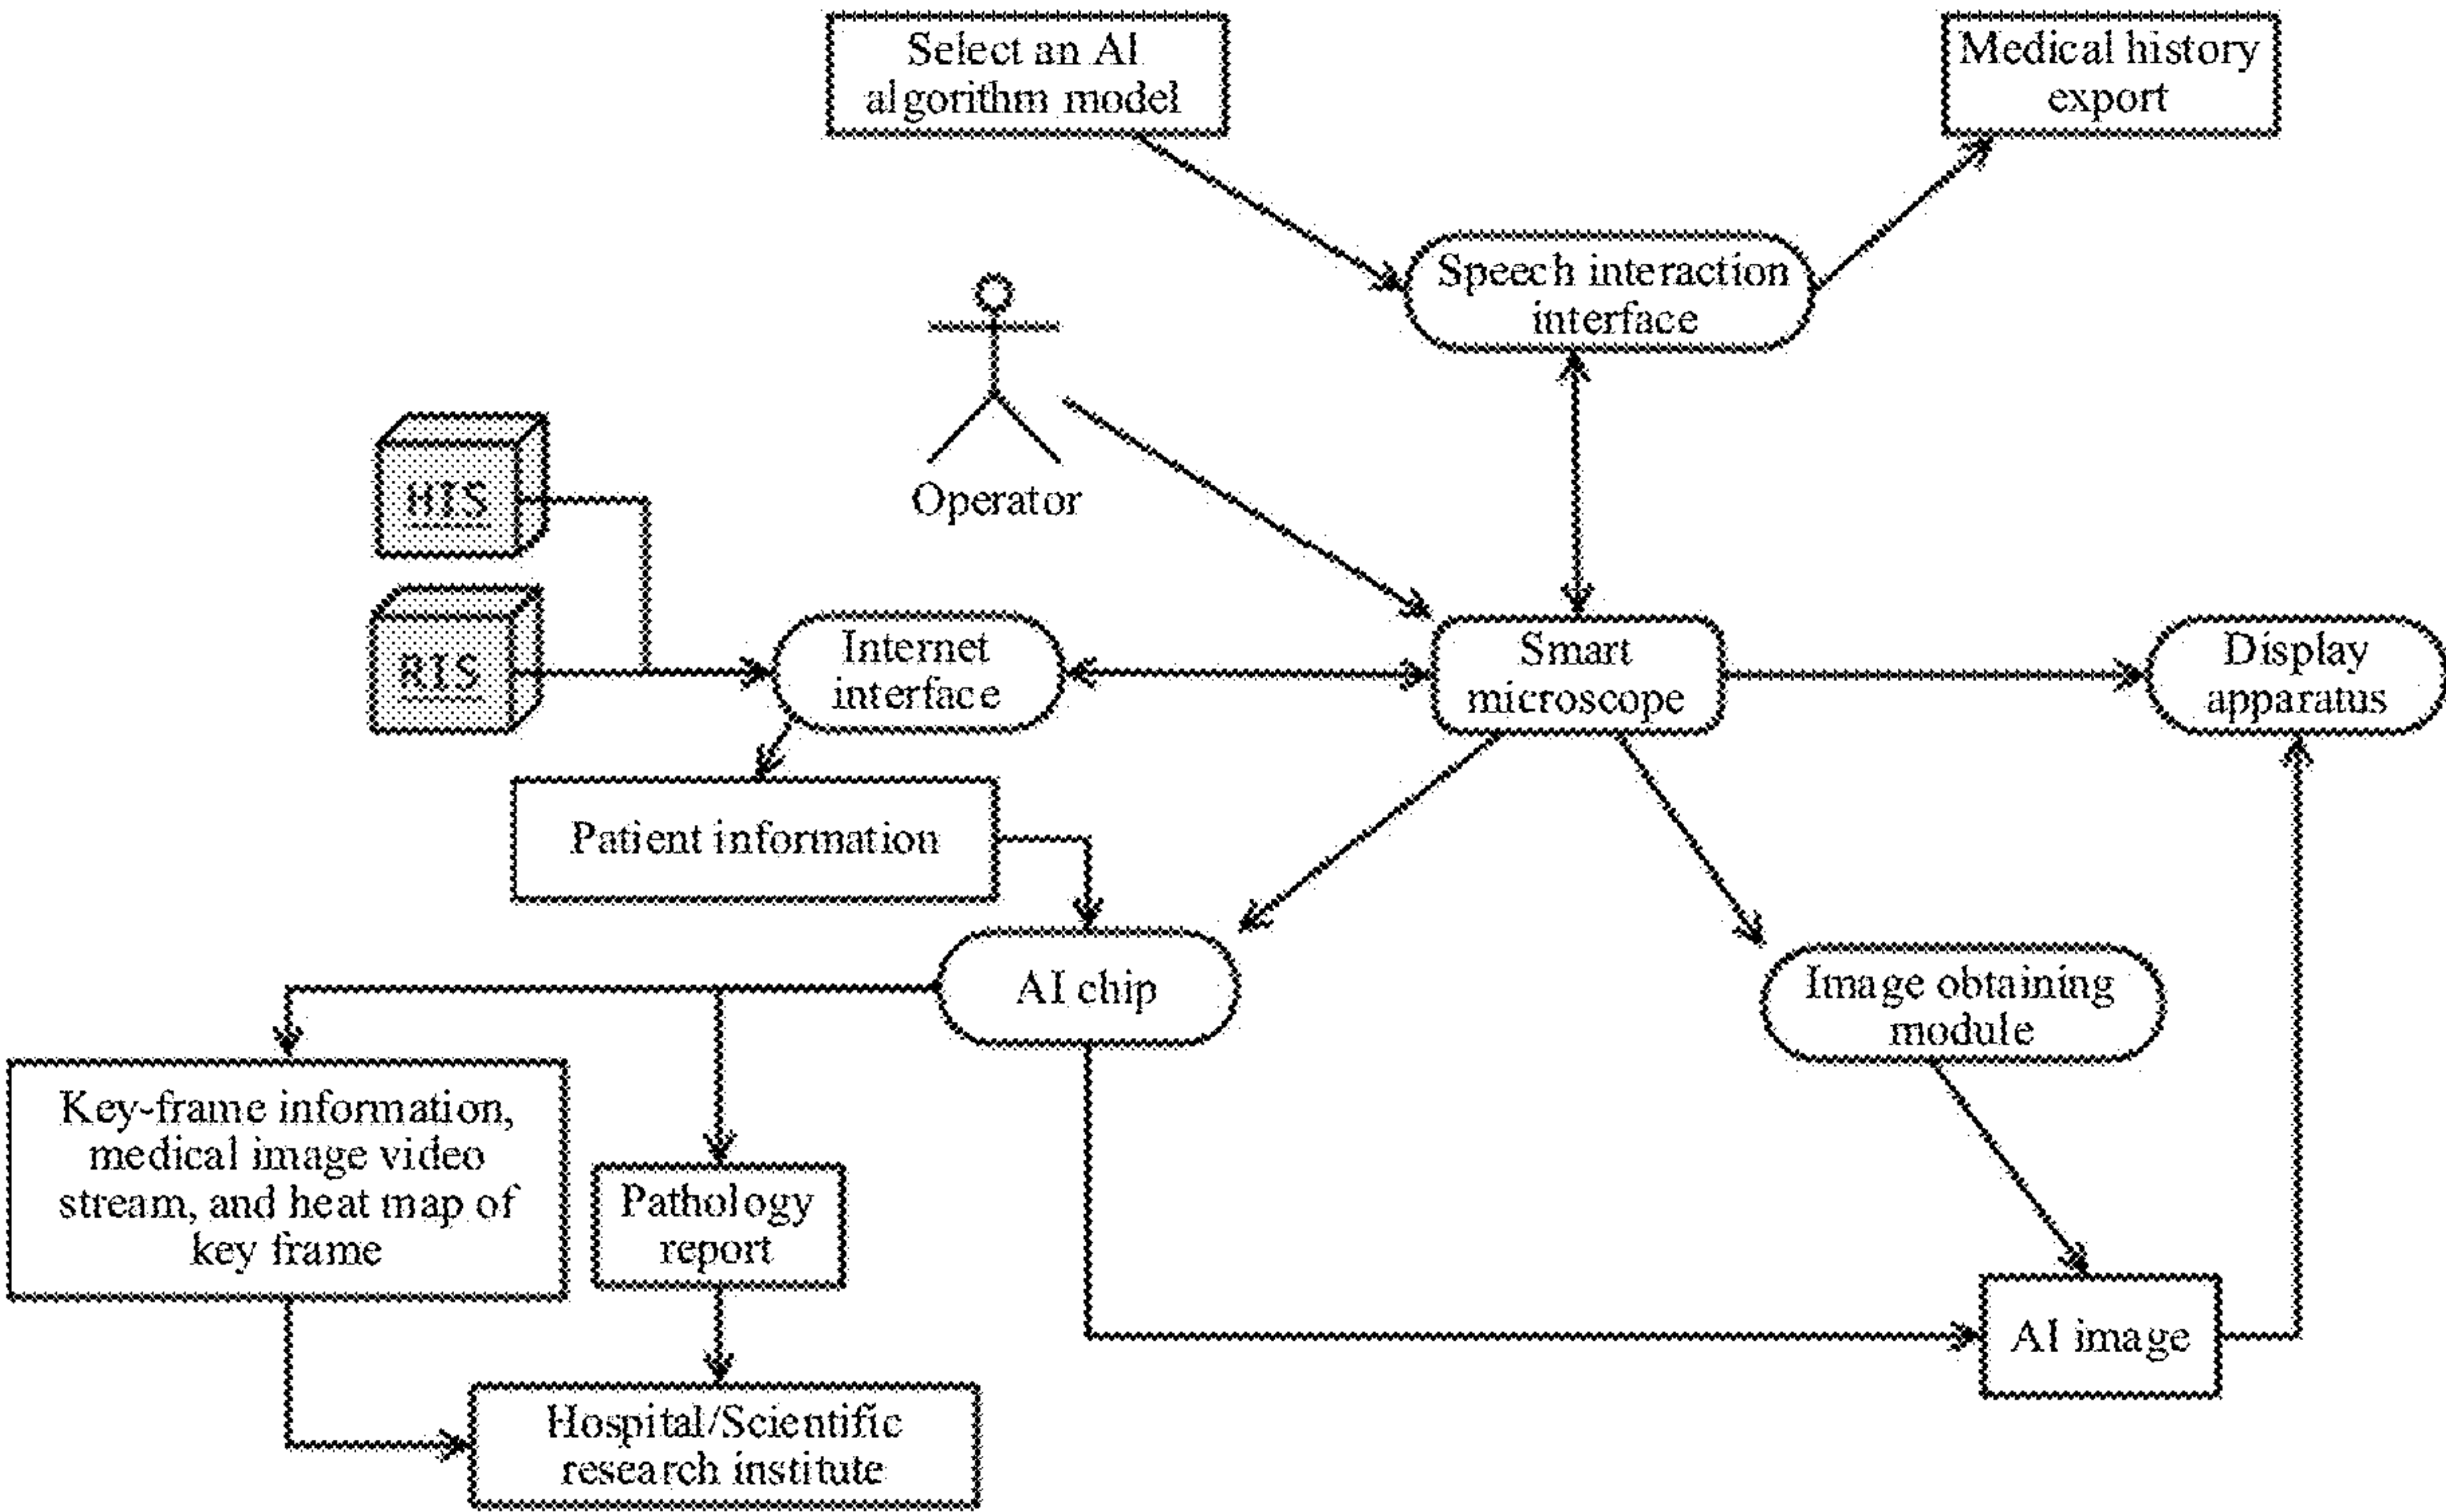 Select an AI
algorithm model
Medical history
export
Speech interaction
interface
Operator
HIS
RIS
Internet
interface
Smart
microscope
Display
apparatus
Patient information
AI chip
Image obtaining
module
Key-frame information,
medical image video
stream, and heat map of
key frame
Pathology
report
AI image
Hospital/Scientific
research institute